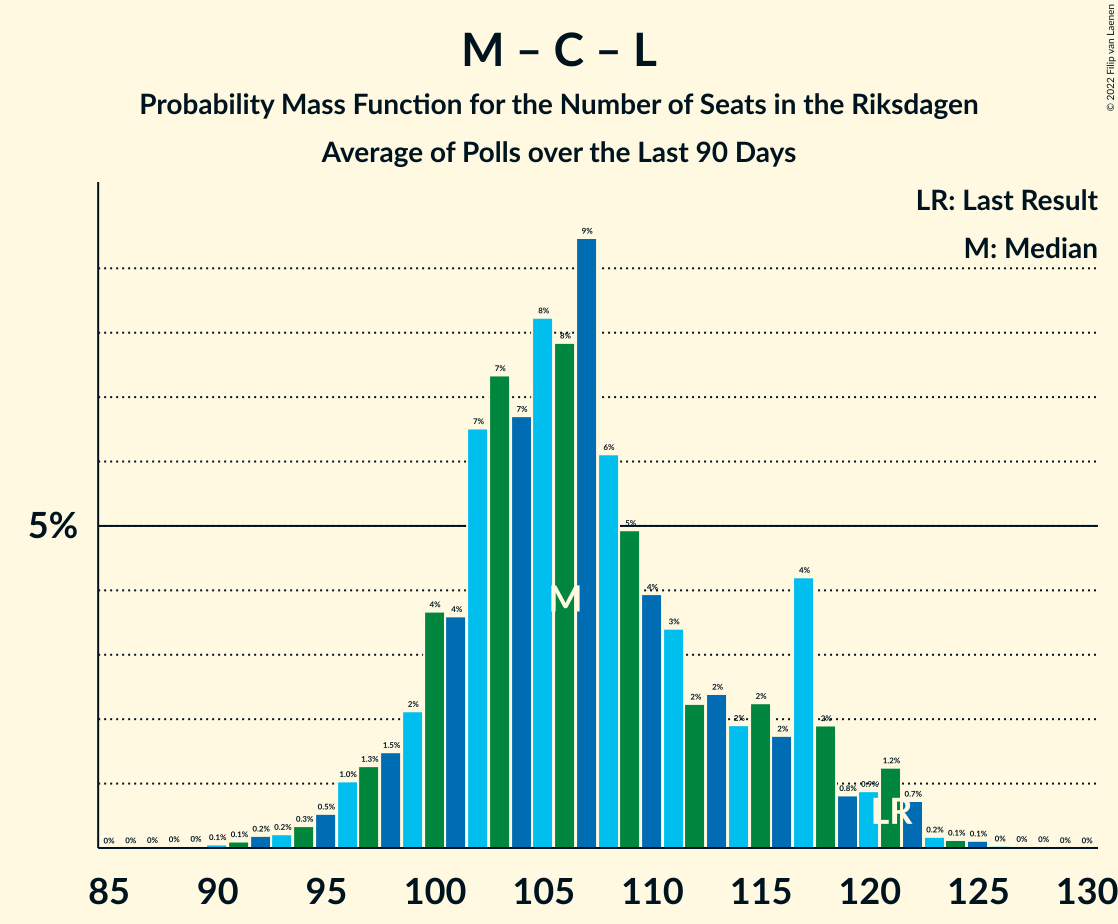 M – C – L
Probability Mass Function for the Number of Seats in the Riksdagen
Average of Polls over the Last 90 Days
© 2022 Filip van Laenen
LR: Last Result
M: Median
5%
0% 0% 0% 0% 0% 0.1% 0.1% 0.2% 0.2% 0.3% 0.5% 1.0% 1.3% 1.5% 2% 4% 4% 7% 7% 7% 8% 8% 9% 6% 5% 4% 3% 2% 2% 2% 2% 2% 4% 2% 0.8% 0.9% 1.2% 0.7% 0.2% 0.1% 0.1% 0% 0% 0% 0% 0%
M
LR
85 90 95 100 105 110 115 120 125 130